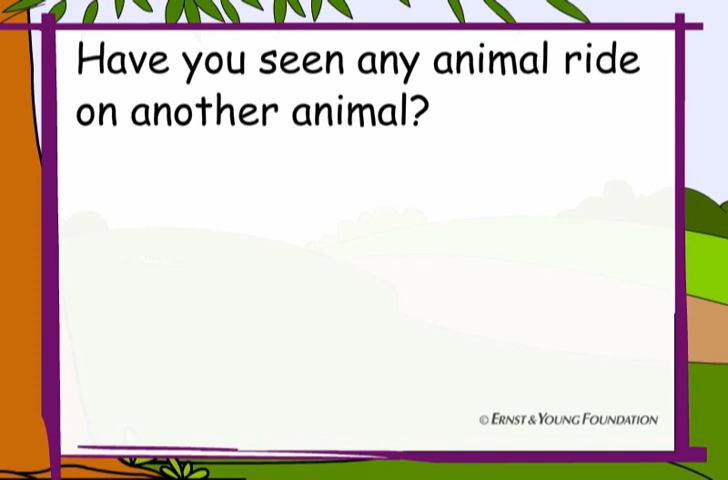 Have you seen any animal ride
on another animal?
© ERNST & YOUNG FOUNDATION